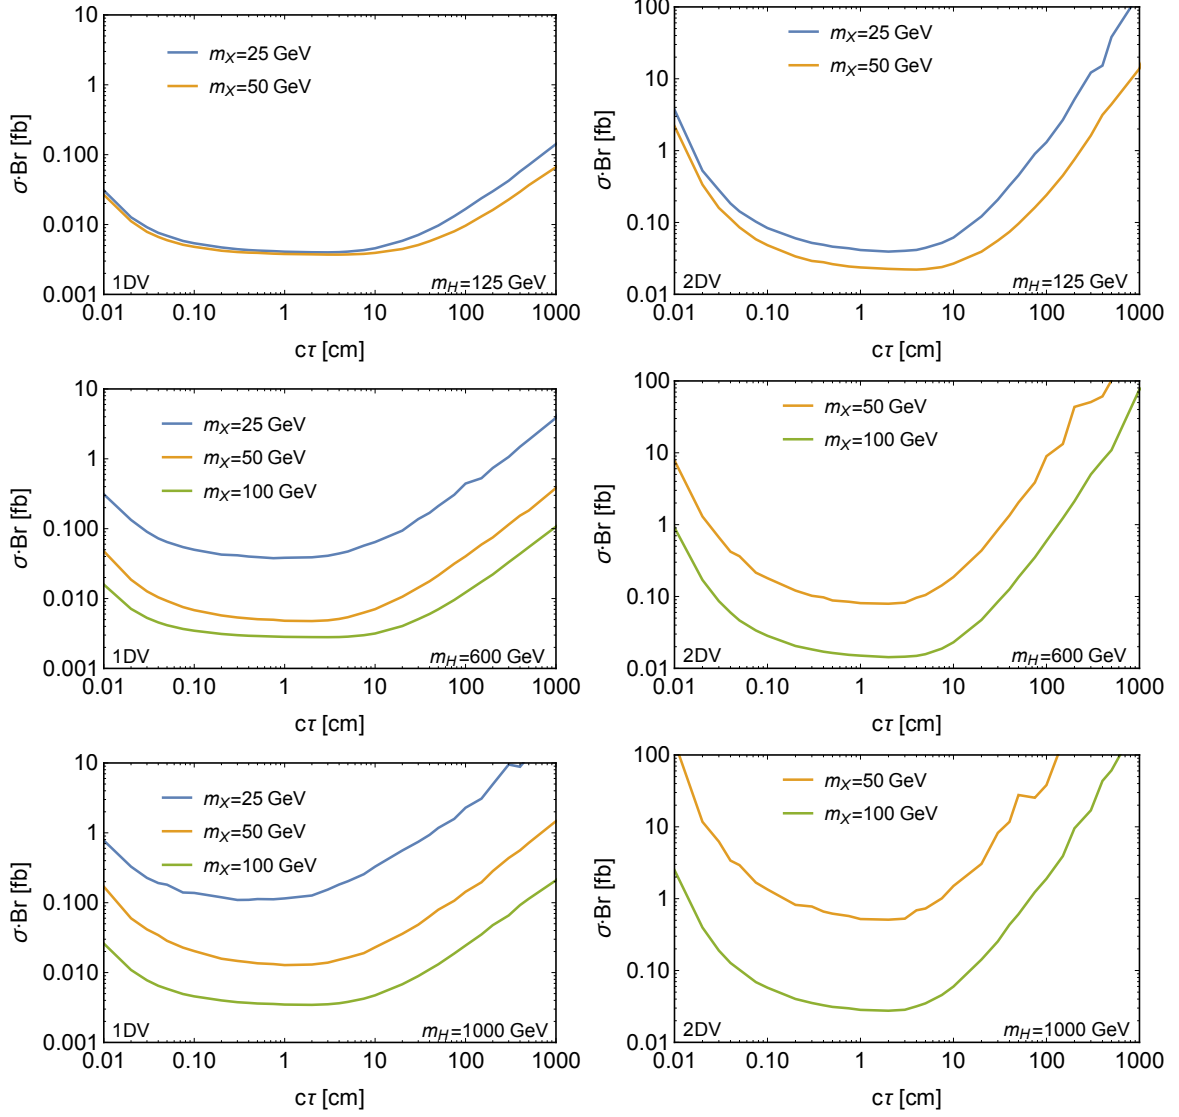 10
1
0.100
0.010
0.001
σ·Br [fb]
m_X=25 GeV
m_X=50 GeV
1DV
m_H=125 GeV
0.01 0.10 1 10 100 1000
cτ [cm]
100
10
1
0.10
0.01
σ·Br [fb]
m_X=25 GeV
m_X=50 GeV
2DV
m_H=125 GeV
0.01 0.10 1 10 100 1000
cτ [cm]
10
1
0.100
0.010
0.001
σ·Br [fb]
m_X=25 GeV
m_X=50 GeV
m_X=100 GeV
1DV
m_H=600 GeV
0.01 0.10 1 10 100 1000
cτ [cm]
100
10
1
0.10
0.01
σ·Br [fb]
m_X=50 GeV
m_X=100 GeV
2DV
m_H=600 GeV
0.01 0.10 1 10 100 1000
cτ [cm]
10
1
0.100
0.010
0.001
σ·Br [fb]
m_X=25 GeV
m_X=50 GeV
m_X=100 GeV
1DV
m_H=1000 GeV
0.01 0.10 1 10 100 1000
cτ [cm]
100
10
1
0.10
0.01
σ·Br [fb]
m_X=50 GeV
m_X=100 GeV
2DV
m_H=1000 GeV
0.01 0.10 1 10 100 1000
cτ [cm]